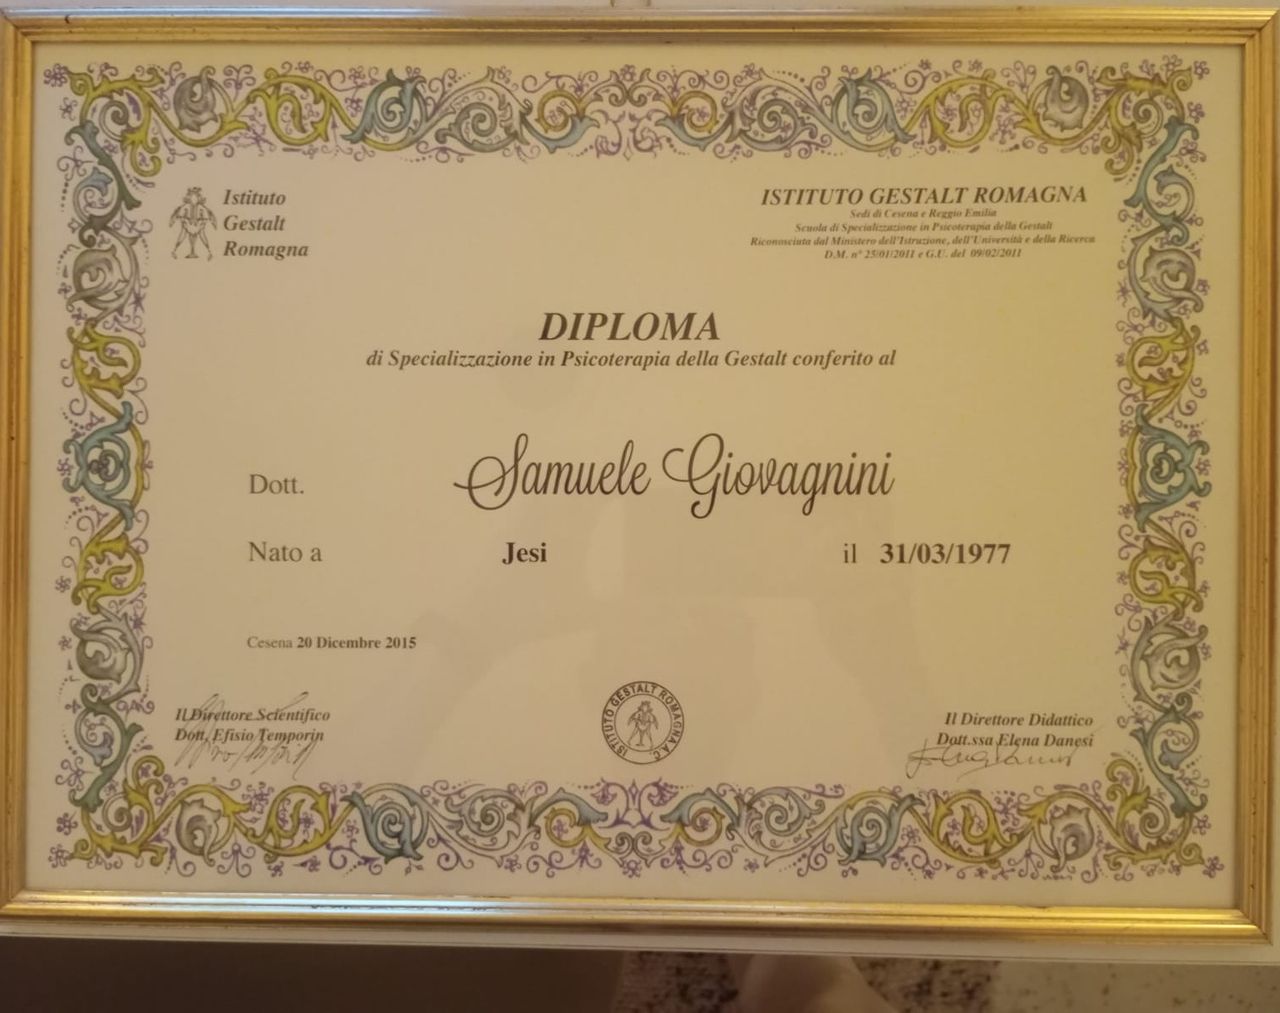 Istituto
Gestalt
Romagna
ISTITUTO GESTALT ROMAGNA
Sedi di Cesena e Reggio Emilia
Scuola di Specializzazione in Psicoterapia della Gestalt
Riconosciuta dal Ministero dell'Istruzione, dell'Università e della Ricerca
D.M. n° 25/01/2011 e G.U. del 09/02/2011
DIPLOMA
di Specializzazione in Psicoterapia della Gestalt conferito al
Dott. Samuele Giovagnini
Nato a Jesi il 31/03/1977
Cesena 20 Dicembre 2015
Il Direttore Scientifico
Dott. Efisio Temporin
ISTITUTO GESTALT ROMAGNA A.C.
Il Direttore Didattico
Dott.ssa Elena Danesi